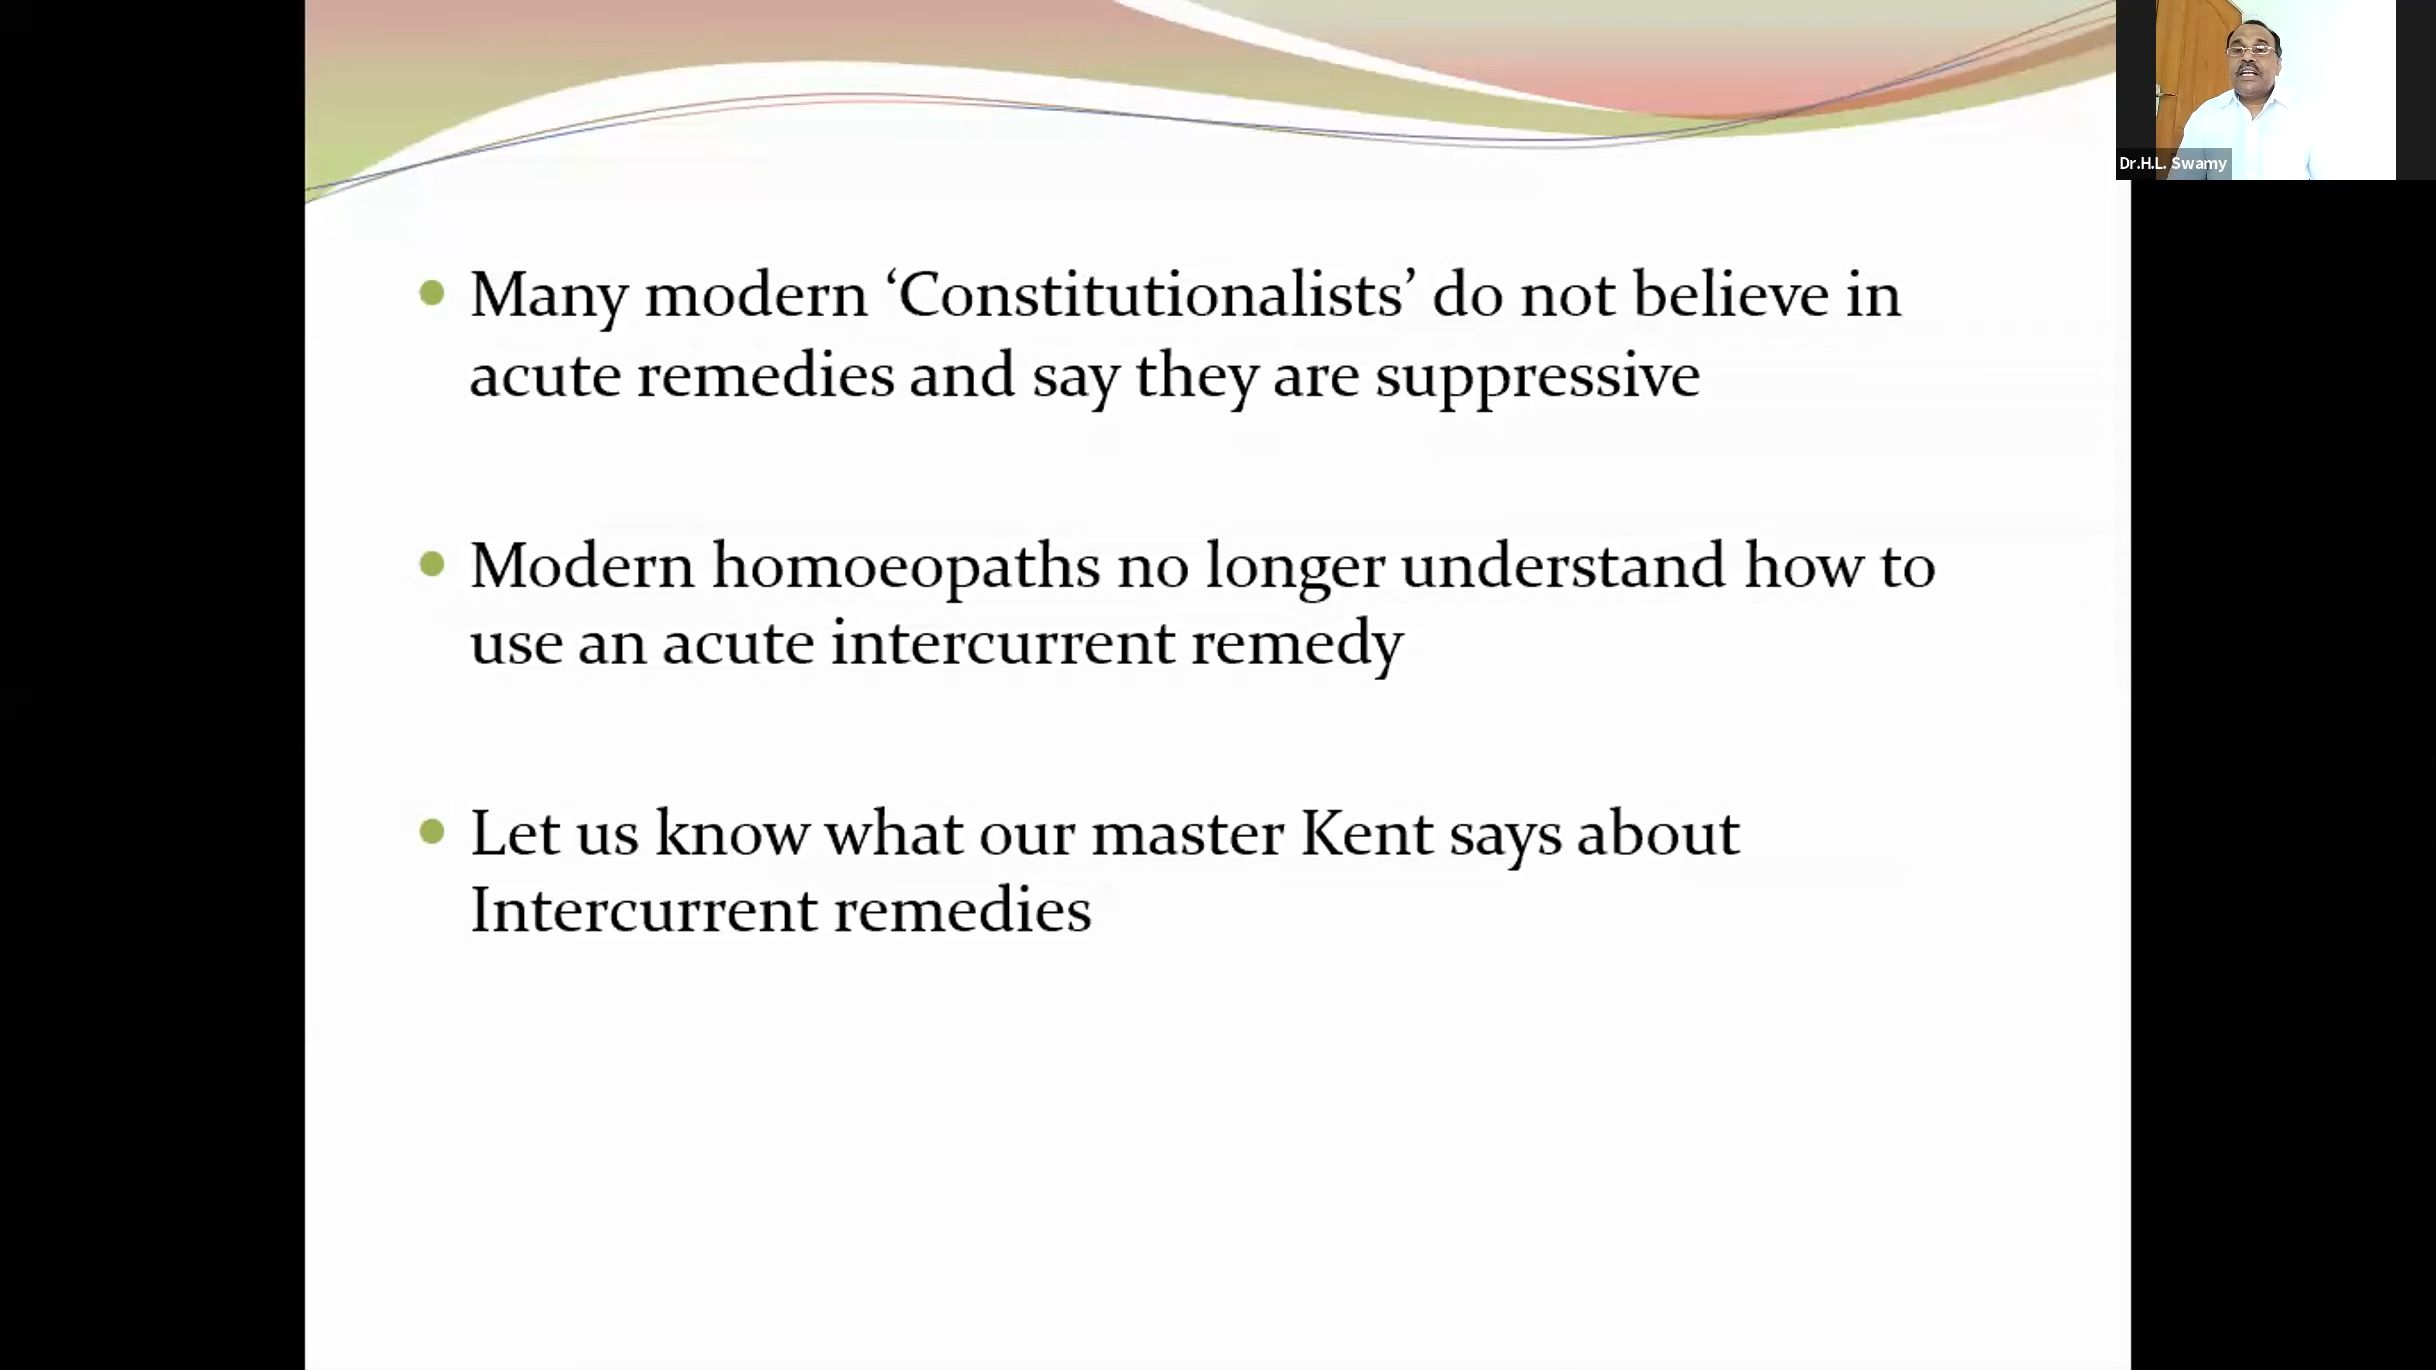 Dr.H.L. Swamy
Many modern ‘Constitutionalists’ do not believe in
acute remedies and say they are suppressive
Modern homoeopaths no longer understand how to
use an acute intercurrent remedy
Let us know what our master Kent says about
Intercurrent remedies